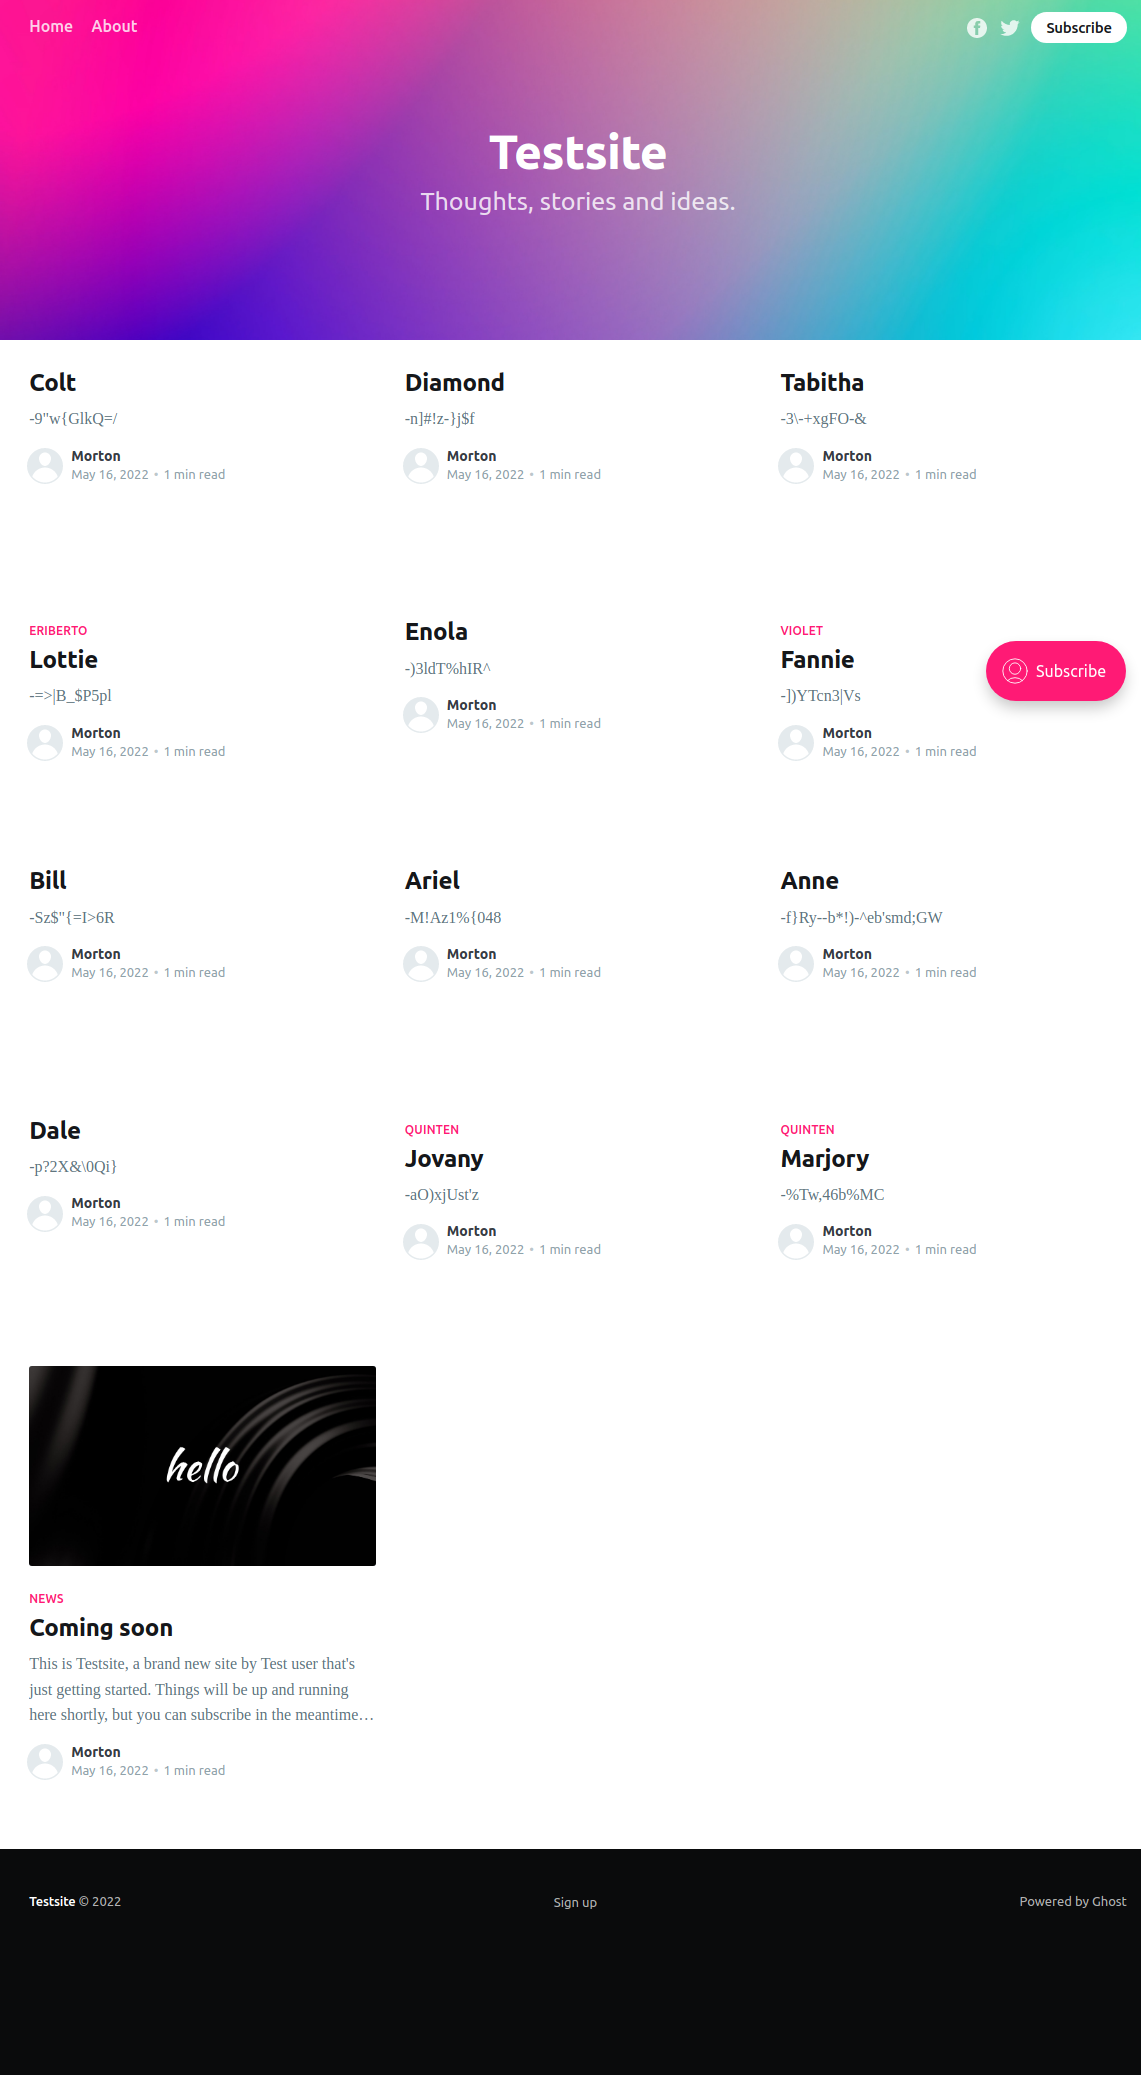 Home About
Subscribe
Testsite
Thoughts, stories and ideas.
Colt
-9"w{GlkQ=/
Morton
May 16, 2022 • 1 min read
Diamond
-n]#!z-}j$f
Morton
May 16, 2022 • 1 min read
Tabitha
-3\-+xgFO-&
Morton
May 16, 2022 • 1 min read
ERIBERTO
Lottie
-=>|B_$P5pl
Morton
May 16, 2022 • 1 min read
Enola
-)3ldT%hIR^
Morton
May 16, 2022 • 1 min read
VIOLET
Fannie
-])YTcn3|Vs
Morton
May 16, 2022 • 1 min read
Subscribe
Bill
-Sz$"{=I>6R
Morton
May 16, 2022 • 1 min read
Ariel
-M!Az1%{048
Morton
May 16, 2022 • 1 min read
Anne
-f}Ry--b*!)-^eb'smd;GW
Morton
May 16, 2022 • 1 min read
Dale
-p?2X&\0Qi}
Morton
May 16, 2022 • 1 min read
QUINTEN
Jovany
-aO)xjUst'z
Morton
May 16, 2022 • 1 min read
QUINTEN
Marjory
-%Tw,46b%MC
Morton
May 16, 2022 • 1 min read
hello
NEWS
Coming soon
This is Testsite, a brand new site by Test user that's
just getting started. Things will be up and running
here shortly, but you can subscribe in the meantime…
Morton
May 16, 2022 • 1 min read
Testsite © 2022
Sign up
Powered by Ghost